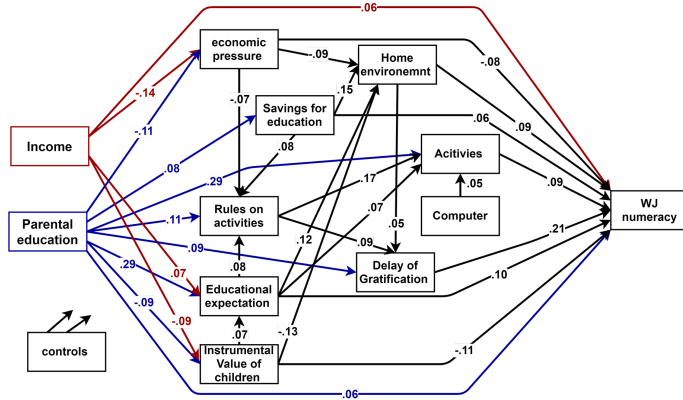 .06
economic
pressure
-.09
Home
environemnt
-.08
-.14
-.07
.15
Savings for
education
.06
-.11
.09
Income
.08
.08
Acitivies
.29
.17
.09
.05
.07
WJ
numeracy
Computer
Rules on
activities
.11
.05
Parental
education
.12
.09
.21
.09
Delay of
Gratification
.29
.07
.08
.10
Educational
expectation
-.09
-.09
.07
-.13
controls
Instrumental
Value of
children
-.11
.06